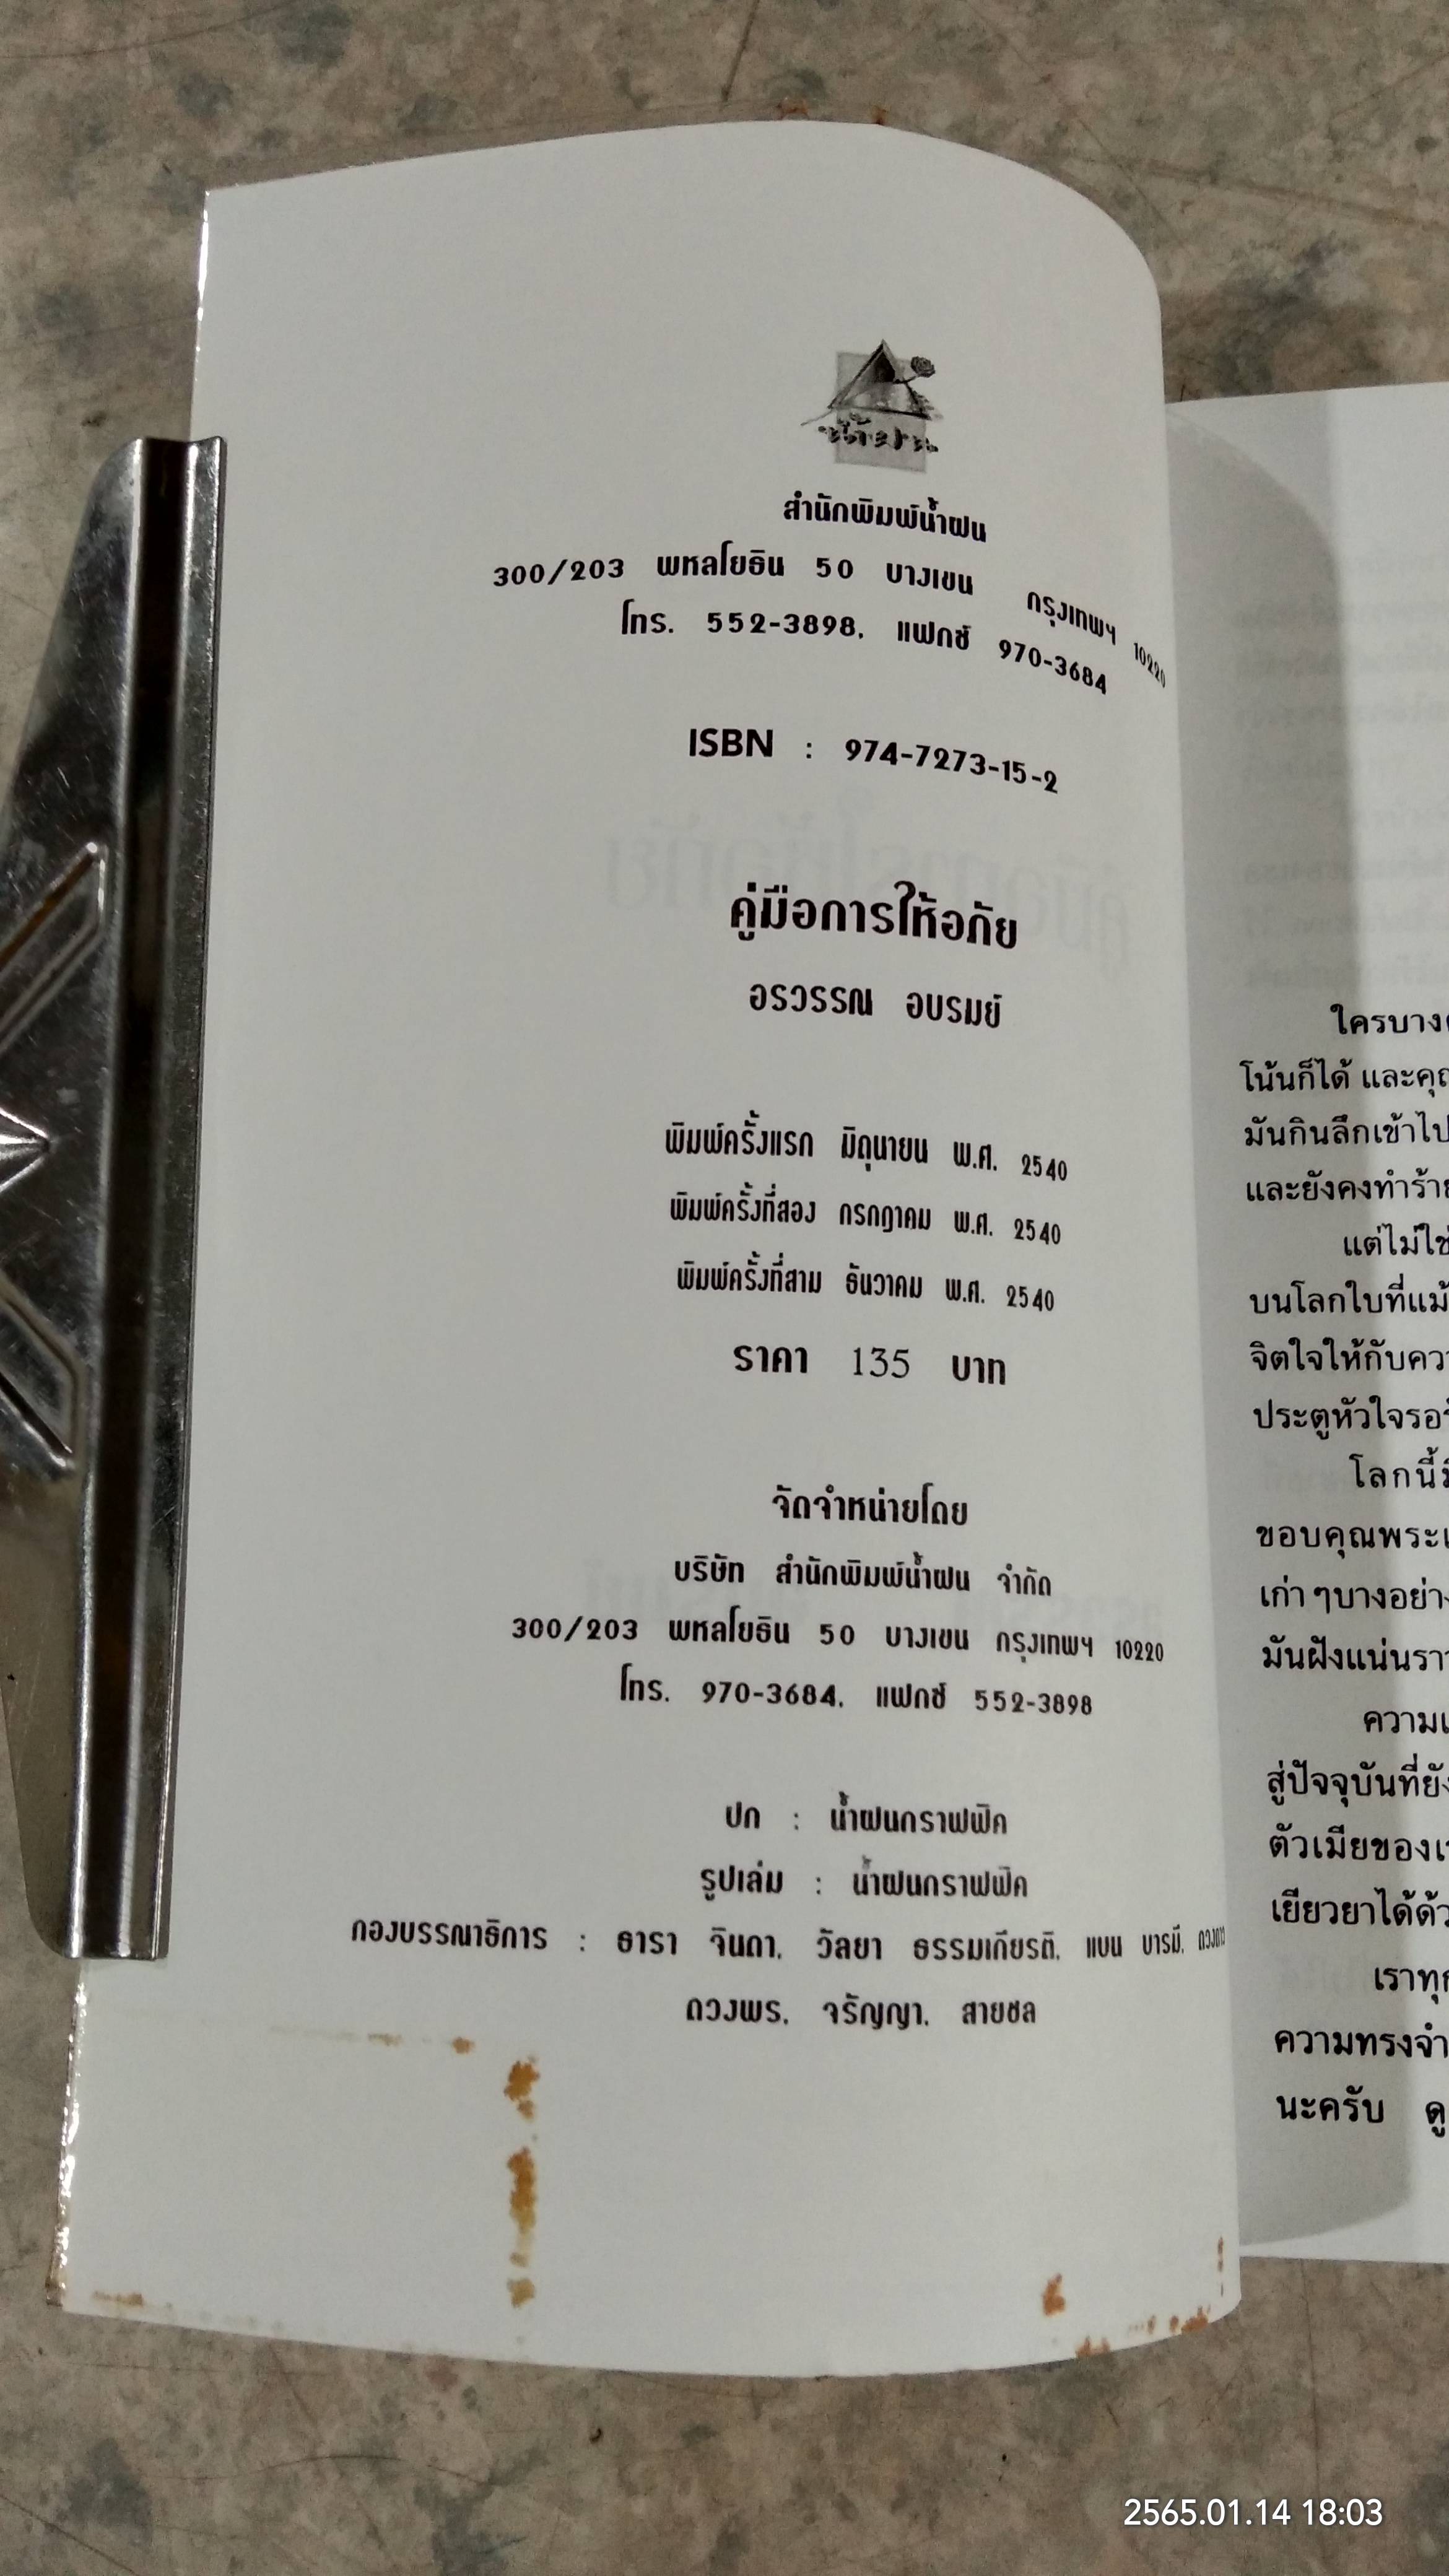 น้ำฝน
สำนักพิมพ์น้ำฝน
300/203 พหลโยธิน 50 บางเขน กรุงเทพฯ 10220
โทร. 552-3898, แฟกซ์ 970-3684
ISBN : 974-7273-15-2
คู่มือการให้อภัย
อรวรรณ อบรมย์
พิมพ์ครั้งแรก มิถุนายน พ.ศ. 2540
พิมพ์ครั้งที่สอง กรกฎาคม พ.ศ. 2540
พิมพ์ครั้งที่สาม ธันวาคม พ.ศ. 2540
ราคา 135 บาท
จัดจำหน่ายโดย
บริษัท สำนักพิมพ์น้ำฝน จำกัด
300/203 พหลโยธิน 50 บางเขน กรุงเทพฯ 10220
โทร. 970-3684, แฟกซ์ 552-3898
ปก : น้ำฝนกราฟฟิค
รูปเล่ม : น้ำฝนกราฟฟิค
กองบรรณาธิการ : ธารา จินดา, วัลยา ธรรมเกียรติ, แบน บารมี,
ดวงพร, จรัญญา, สายชล
ใครบาง
โน้นก็ได้ และคุณ
มันกินลึกเข้าไป
และยังคงทำร้าย
แต่ไม่ใช่
บนโลกใบที่แม้
จิตใจให้กับคว
ประตูหัวใจรอ
โลกนี้มี
ขอบคุณพระ
เก่า ๆบางอย่าง
มันฝังแน่นรา
ความเ
สู่ปัจจุบันที่ยัง
ตัวเมียของเ
เยียวยาได้ด้ว
เราทุก
ความทรงจำ
นะครับ ดู
2565.01.14 18:03